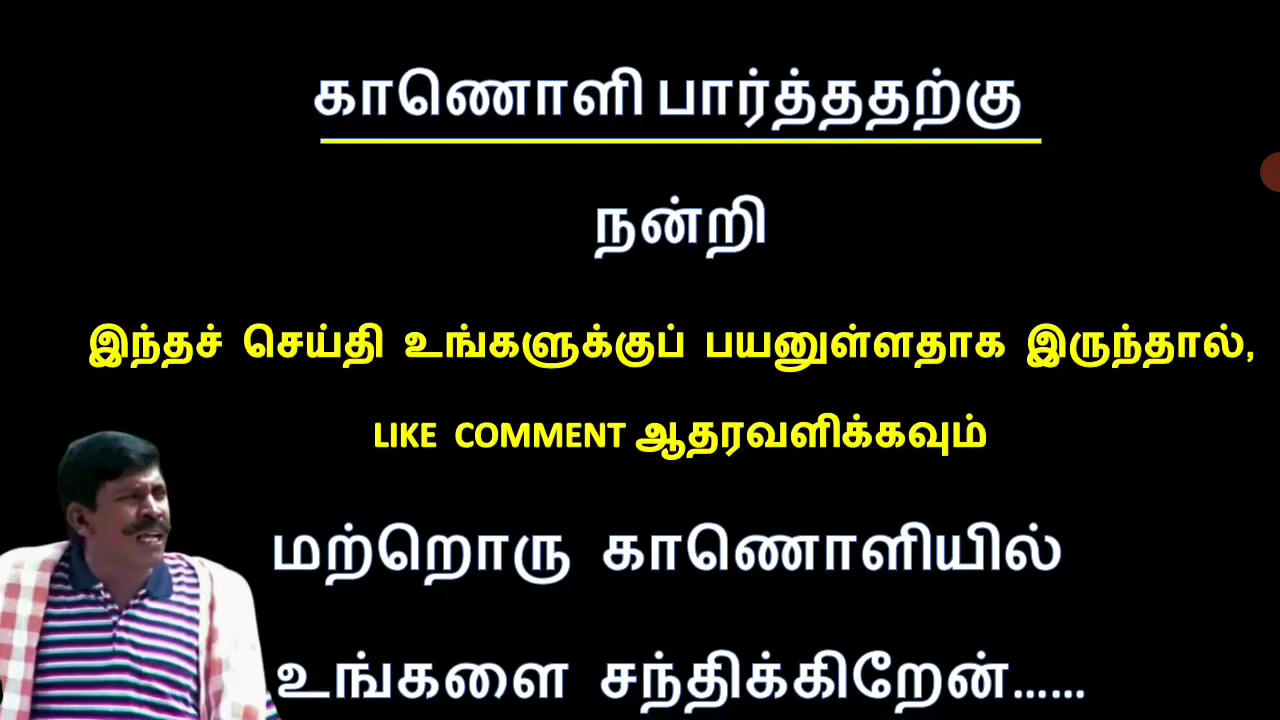 காணொளி பார்த்ததற்கு
நன்றி
இந்தச் செய்தி உங்களுக்குப் பயனுள்ளதாக இருந்தால்,
LIKE COMMENT ஆதரவளிக்கவும்
மற்றொரு காணொளியில்
உங்களை சந்திக்கிறேன்......